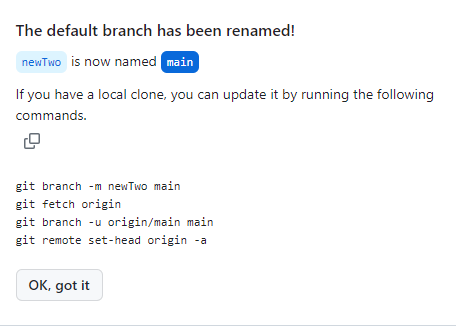 The default branch has been renamed!
newTwo is now named main
If you have a local clone, you can update it by running the following
commands.
git branch -m newTwo main
git fetch origin
git branch -u origin/main main
git remote set-head origin -a
OK, got it